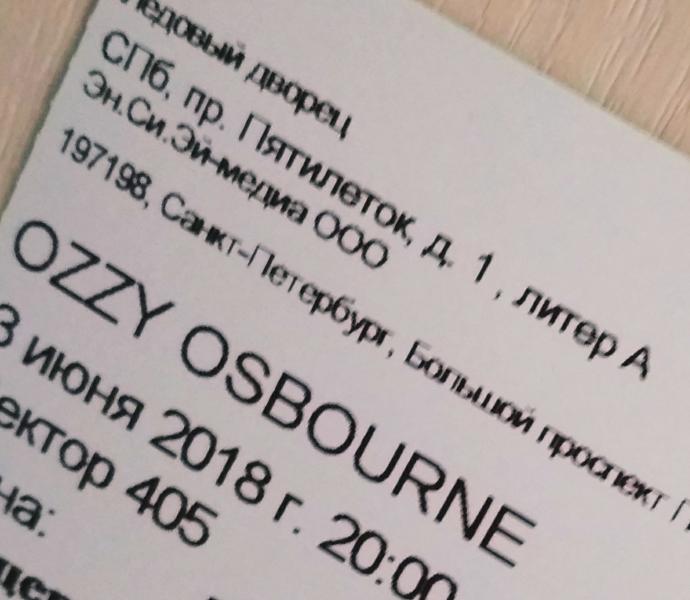 Ледовый дворец
СПб, пр. Пятилеток, д. 1, литер А
Эн.Си.Эй-медиа ООО
197198, Санкт-Петербург, Большой проспект
OZZY OSBOURNE
3 июня 2018 г. 20:00
ектор 405
на: